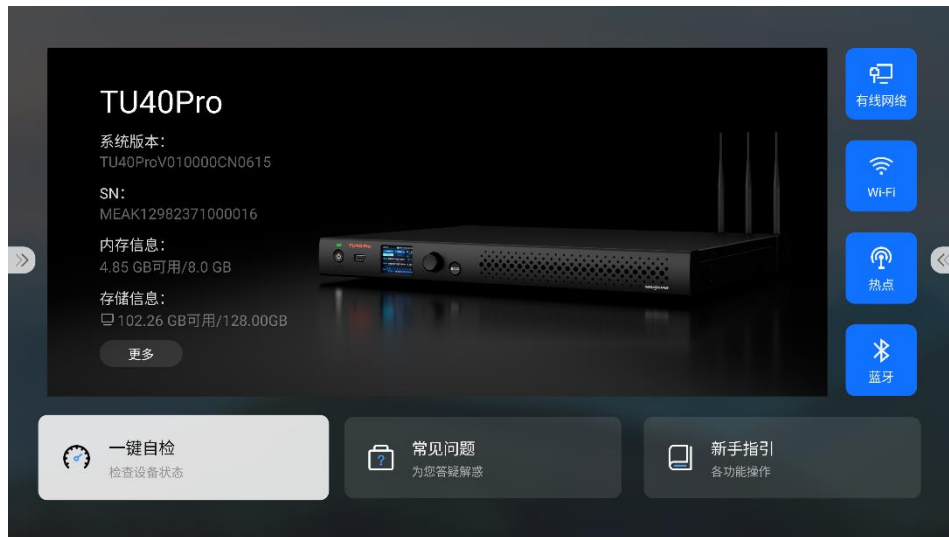 TU40Pro
系统版本：
TU40ProV010000CN0615
SN：
MEAK12982371000016
内存信息：
4.85 GB可用/8.0 GB
存储信息：
102.26 GB可用/128.00GB
更多
有线网络
Wi-Fi
热点
蓝牙
一键自检
检查设备状态
常见问题
为您答疑解惑
新手指引
各功能操作